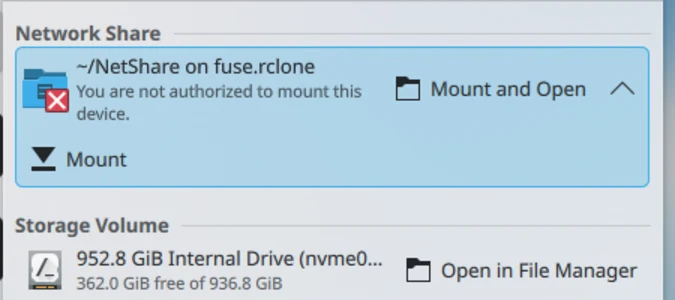 Network Share
~/NetShare on fuse.rclone
You are not authorized to mount this
device.
Mount and Open
Mount
Storage Volume
952.8 GiB Internal Drive (nvme0...
362.0 GiB free of 936.8 GiB
Open in File Manager